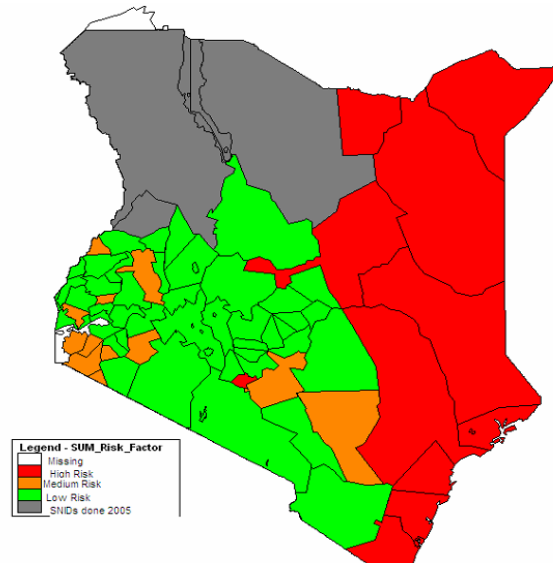 Legend - SUM_Risk_Factor
Missing
High Risk
Medium Risk
Low Risk
SNIDs done 2005